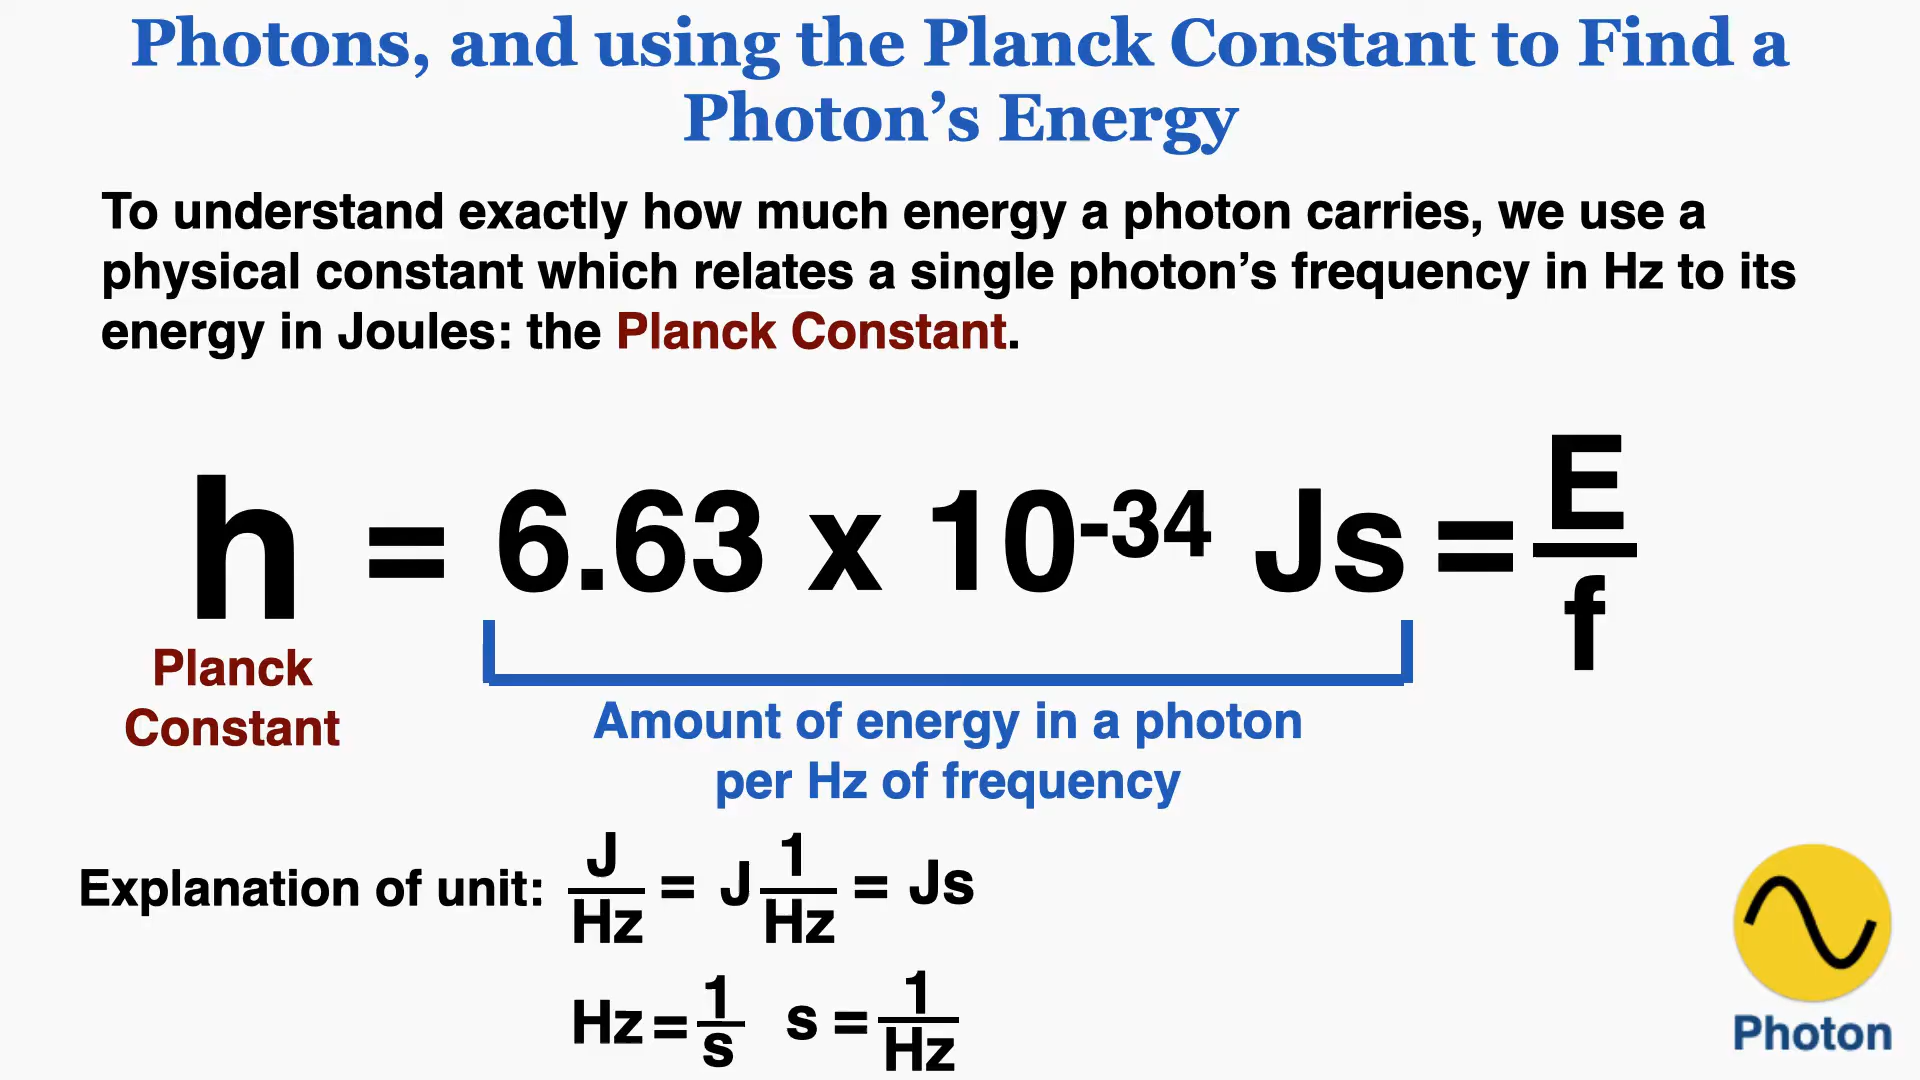 Photons, and using the Planck Constant to Find a
Photon’s Energy
To understand exactly how much energy a photon carries, we use a
physical constant which relates a single photon’s frequency in Hz to its
energy in Joules: the Planck Constant.
h = 6.63 x 10⁻³⁴ Js = E/f
Planck
Constant
Amount of energy in a photon
per Hz of frequency
Explanation of unit: J/Hz = J 1/Hz = Js
Hz = 1/s s = 1/Hz
Photon